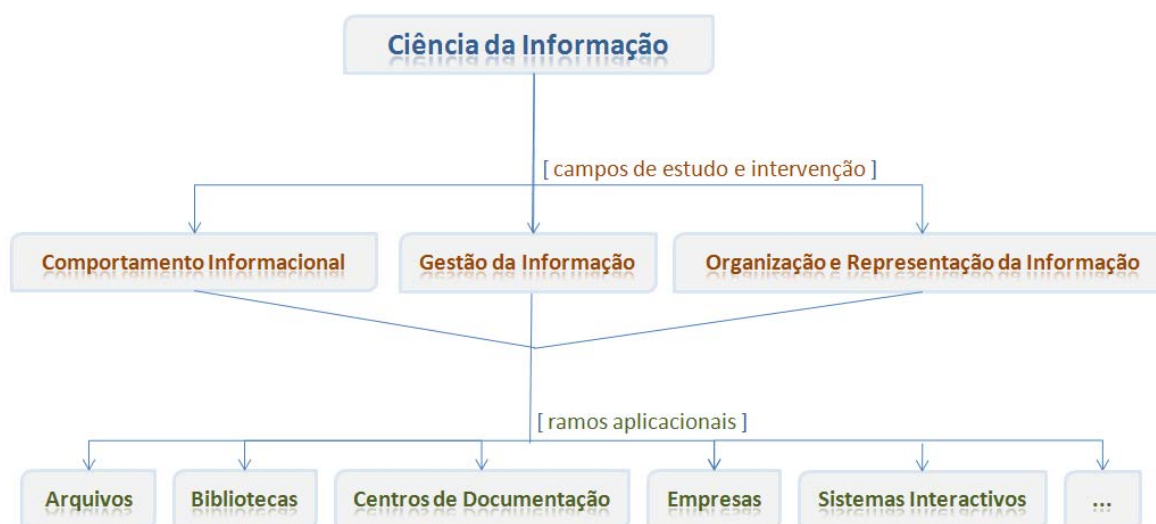 Ciência da Informação
[ campos de estudo e intervenção ]
Comportamento Informacional
Gestão da Informação
Organização e Representação da Informação
[ ramos aplicacionais ]
Arquivos
Bibliotecas
Centros de Documentação
Empresas
Sistemas Interactivos
...